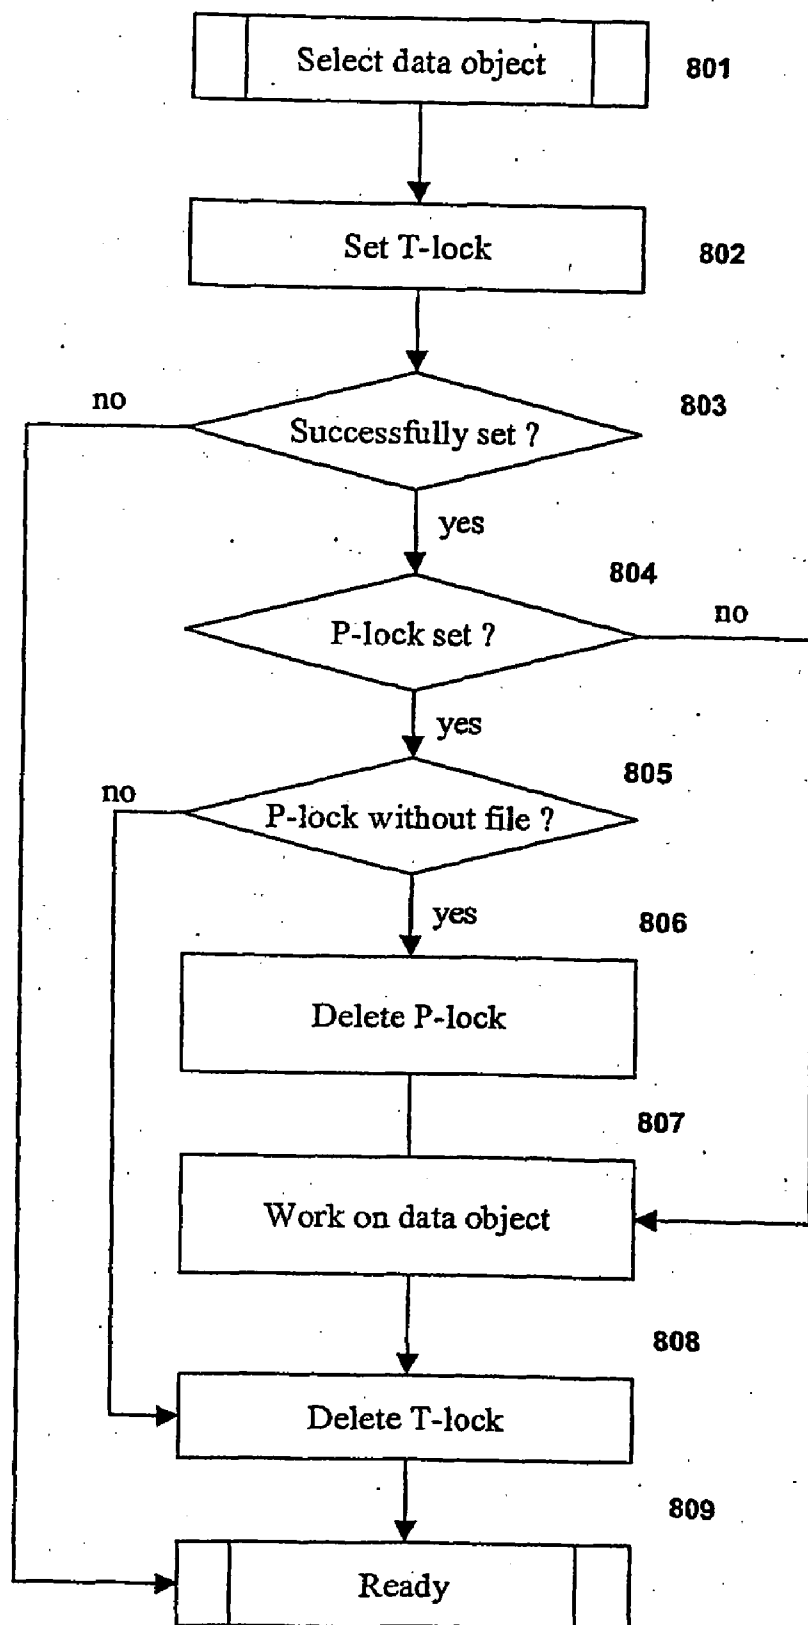 Select data object
801
Set T-lock
802
no
Successfully set ?
803
yes
804
P-lock set ?
no
yes
805
no
P-lock without file ?
yes
806
Delete P-lock
807
Work on data object
808
Delete T-lock
809
Ready